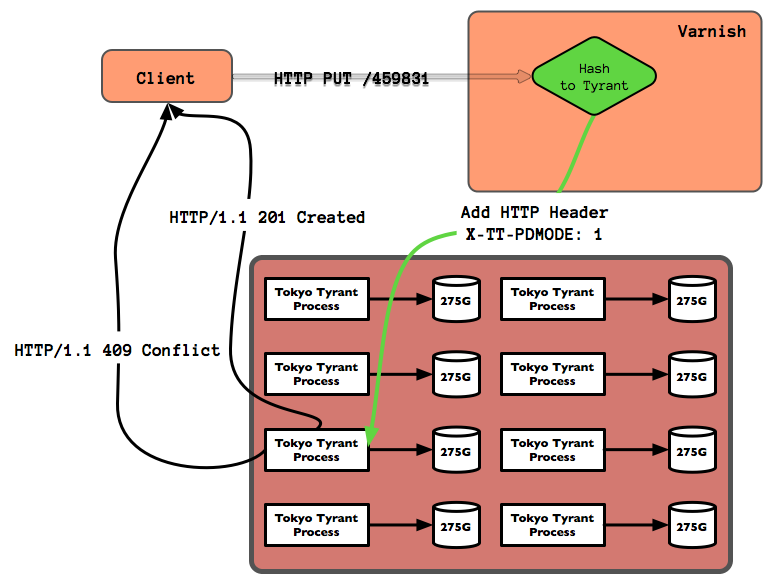 Varnish
Client
HTTP PUT /459831
Hash
to Tyrant
HTTP/1.1 201 Created
Add HTTP Header
X-TT-PDMODE: 1
Tokyo Tyrant
Process
275G
Tokyo Tyrant
Process
275G
HTTP/1.1 409 Conflict
Tokyo Tyrant
Process
275G
Tokyo Tyrant
Process
275G
Tokyo Tyrant
Process
275G
Tokyo Tyrant
Process
275G
Tokyo Tyrant
Process
275G
Tokyo Tyrant
Process
275G